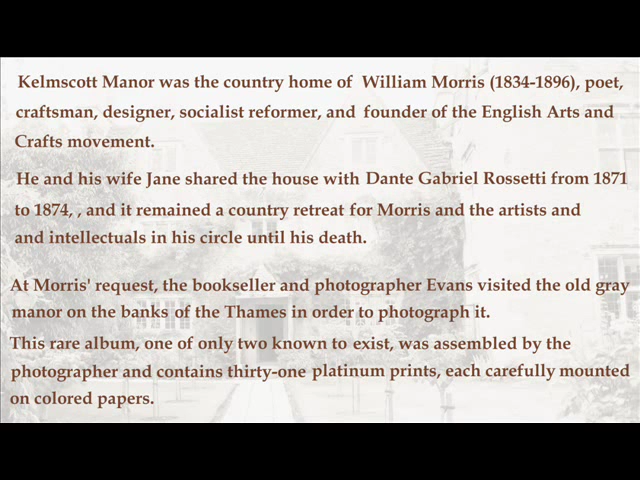 Kelmscott Manor was the country home of William Morris (1834-1896), poet,
craftsman, designer, socialist reformer, and founder of the English Arts and
Crafts movement.
He and his wife Jane shared the house with Dante Gabriel Rossetti from 1871
to 1874, , and it remained a country retreat for Morris and the artists and
and intellectuals in his circle until his death.
At Morris' request, the bookseller and photographer Evans visited the old gray
manor on the banks of the Thames in order to photograph it.
This rare album, one of only two known to exist, was assembled by the
photographer and contains thirty-one platinum prints, each carefully mounted
on colored papers.